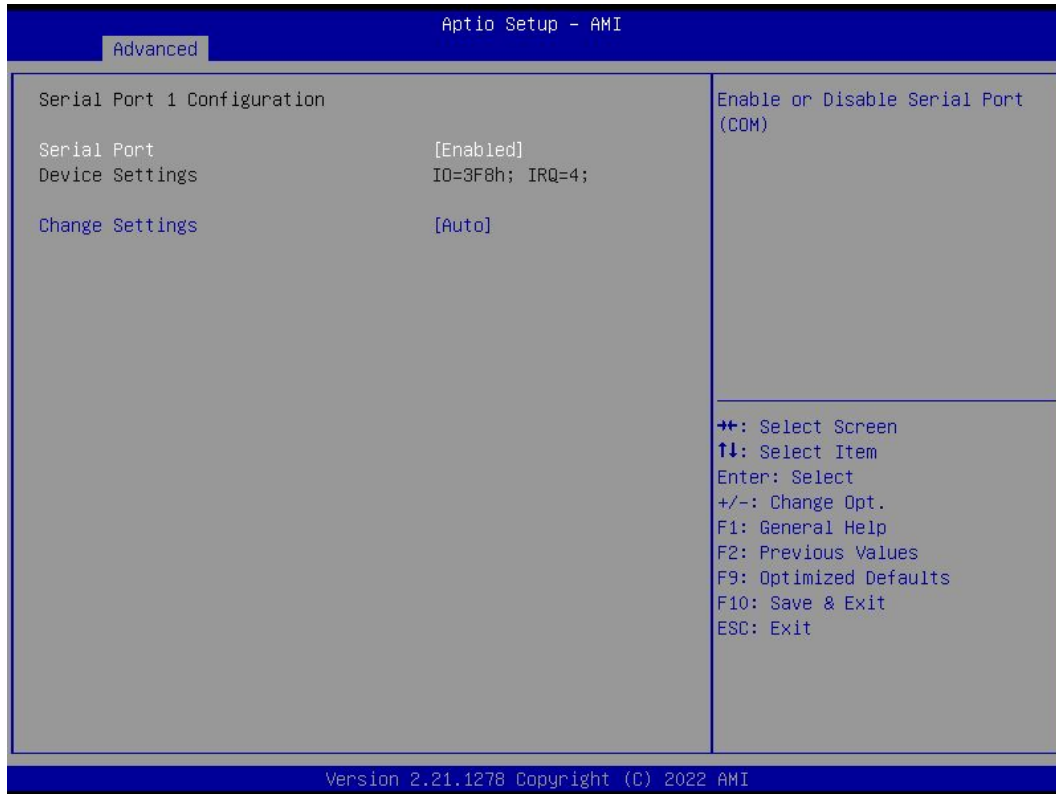 Aptio Setup – AMI
Advanced
Serial Port 1 Configuration
Serial Port [Enabled]
Device Settings IO=3F8h; IRQ=4;
Change Settings [Auto]
Enable or Disable Serial Port
(COM)
→←: Select Screen
↑↓: Select Item
Enter: Select
+/-: Change Opt.
F1: General Help
F2: Previous Values
F9: Optimized Defaults
F10: Save & Exit
ESC: Exit
Version 2.21.1278 Copyright (C) 2022 AMI